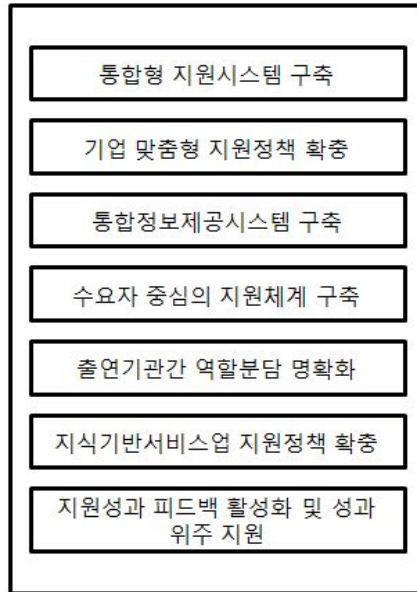 통합형 지원시스템 구축
기업 맞춤형 지원정책 확충
통합정보제공시스템 구축
수요자 중심의 지원체계 구축
출연기관간 역할분담 명확화
지식기반서비스업 지원정책 확충
지원성과 피드백 활성화 및 성과
위주 지원